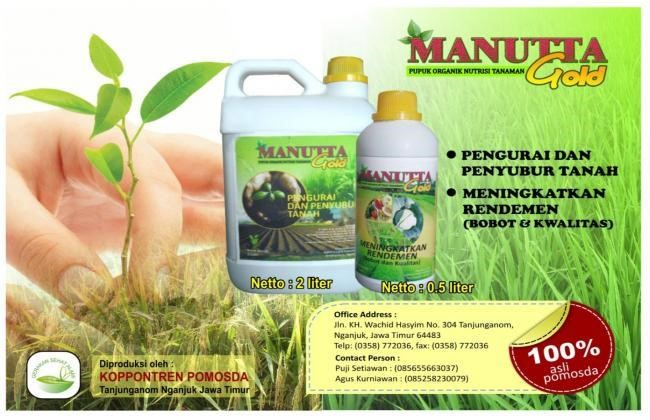 MANUTTA
PUPUK ORGANIK NUTRISI TANAMAN
Gold
• PENGURAI DAN
PENYUBUR TANAH
• MENINGKATKAN
RENDEMEN
(BOBOT & KWALITAS)
MANUTTA
Gold
PENGURAI
DAN PENYUBUR
TANAH
Netto : 2 liter
MANUTTA
Gold
MENINGKATKAN
RENDEMEN
(Bobot dan Kualitas)
Netto : 0.5 liter
Office Address :
Jln. KH. Wachid Hasyim No. 304 Tanjunganom,
Nganjuk, Jawa Timur 64483
Telp: (0358) 772036, fax: (0358) 772036
Contact Person :
Puji Setiawan : (085655663037)
Agus Kurniawan : (085258230079)
100%
asli
pomosda
Diproduksi oleh :
KOPPONTREN POMOSDA
Tanjunganom Nganjuk Jawa Timur